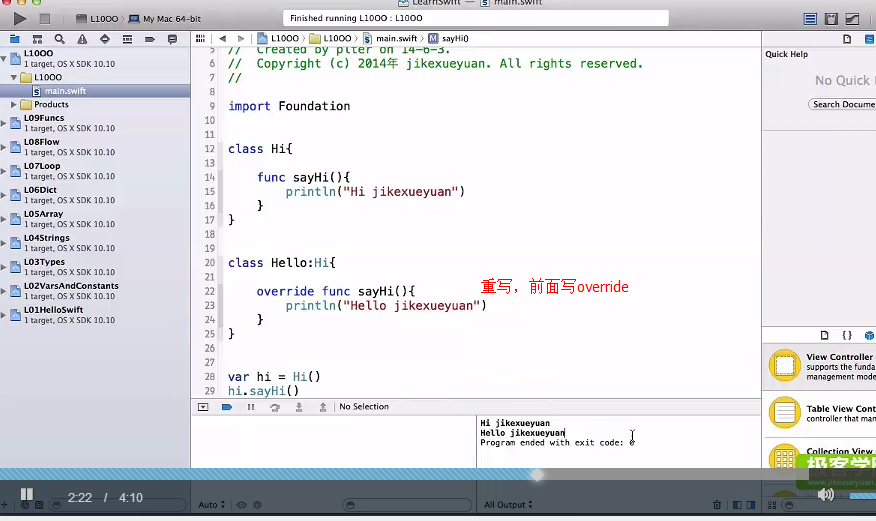 LearnSwift — main.swift
L10OO
My Mac 64-bit
Finished running L10OO : L10OO
L10OO
L10OO
main.swift
sayHi()
L10OO
1 target, OS X SDK 10.10
L10OO
main.swift
Products
L09Funcs
1 target, OS X SDK 10.10
L08Flow
1 target, OS X SDK 10.10
L07Loop
1 target, OS X SDK 10.10
L06Dict
1 target, OS X SDK 10.10
L05Array
1 target, OS X SDK 10.10
L04Strings
1 target, OS X SDK 10.10
L03Types
1 target, OS X SDK 10.10
L02VarsAndConstants
1 target, OS X SDK 10.10
L01HelloSwift
1 target, OS X SDK 10.10
5 // Created by plter on 14-6-3.
6 // Copyright (c) 2014年 jikexueyuan. All rights reserved.
7 //
8
9 import Foundation
10
11
12 class Hi{
13
14 func sayHi(){
15 println("Hi jikexueyuan")
16 }
17 }
18
19
20 class Hello:Hi{
21
22 override func sayHi(){
23 println("Hello jikexueyuan")
24 }
25 }
26
27
28 var hi = Hi()
29 hi.sayHi()
重写，前面写override
No Selection
Hi jikexueyuan
Hello jikexueyuan
Program ended with exit code: 0
Auto
All Output
Quick Help
No Quick
Search Docume
{ }
View Controller
supports the funda
management mode
Table View Cont
controller that mar
Collection View
极客学
www.jikexueyuan
2:22 / 4:10